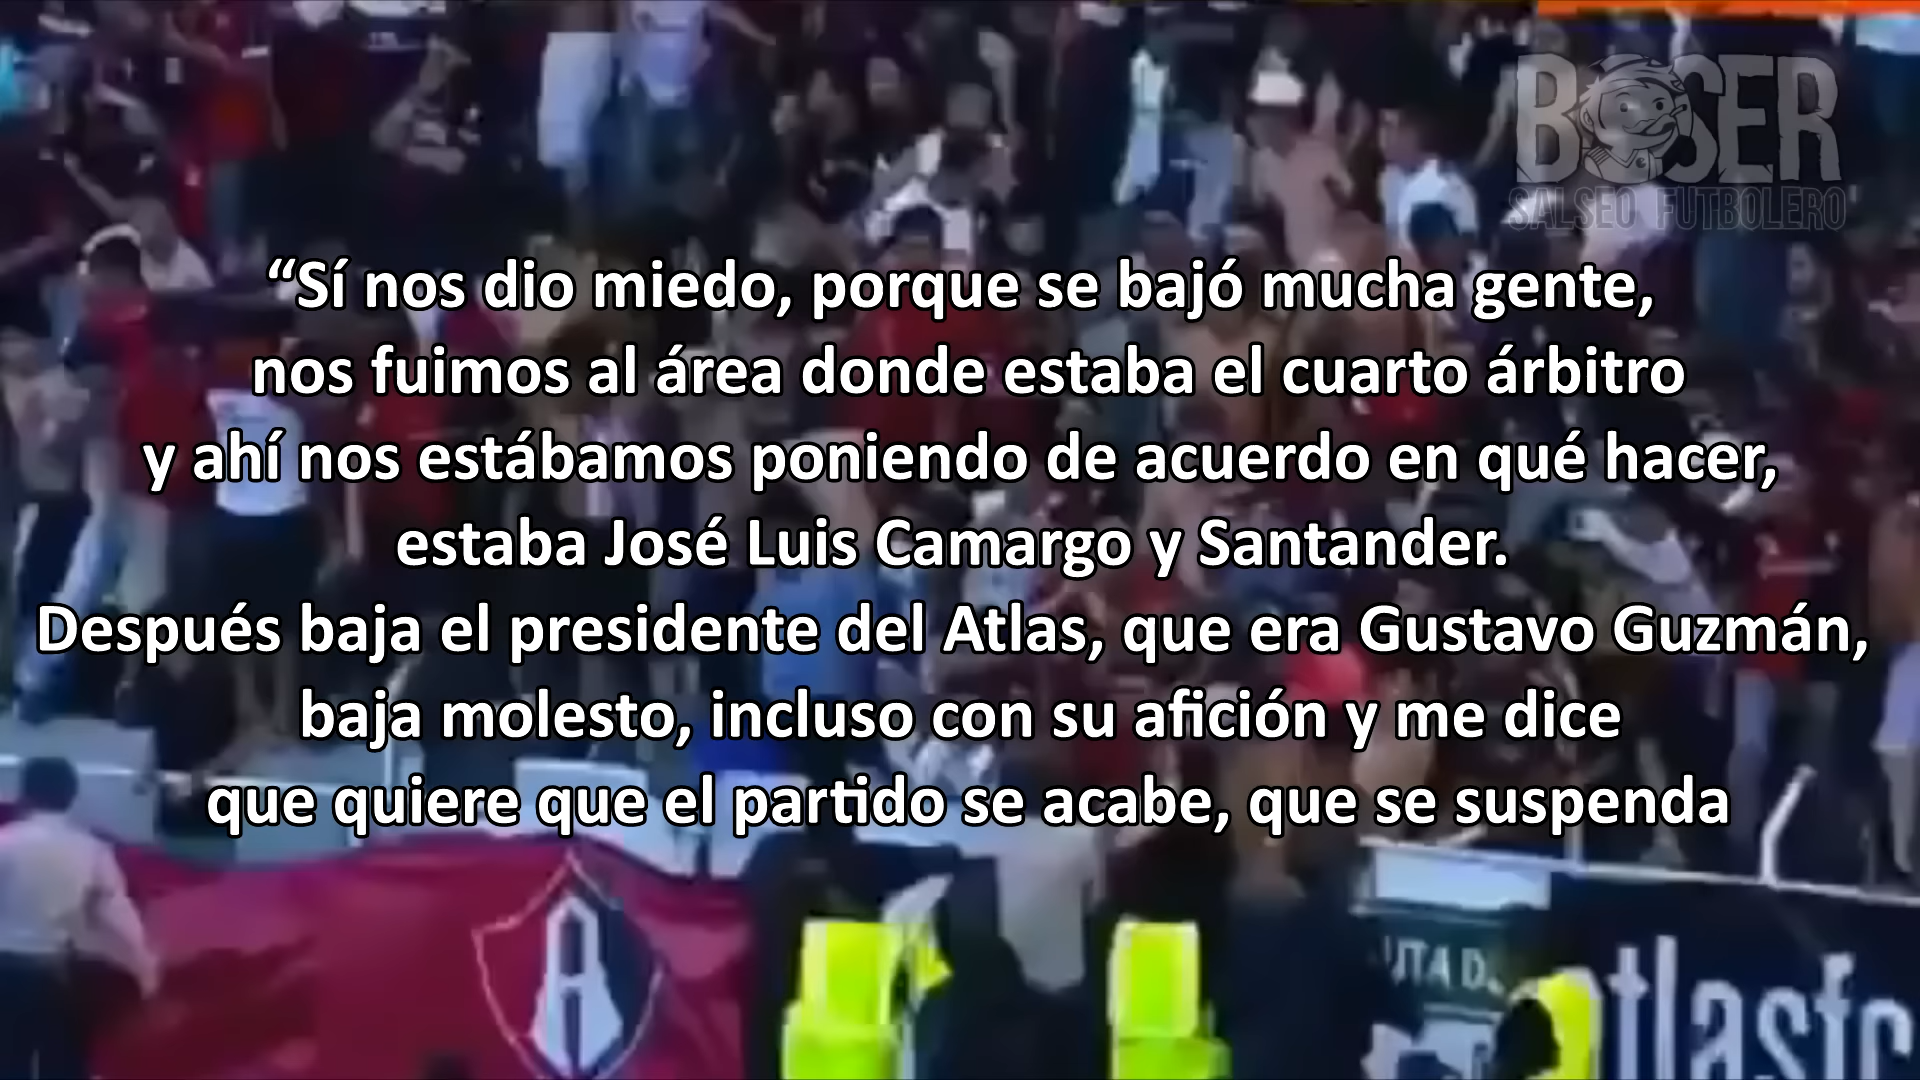 BOSER
SALSEO FUTBOLERO
“Sí nos dio miedo, porque se bajó mucha gente,
nos fuimos al área donde estaba el cuarto árbitro
y ahí nos estábamos poniendo de acuerdo en qué hacer,
estaba José Luis Camargo y Santander.
Después baja el presidente del Atlas, que era Gustavo Guzmán,
baja molesto, incluso con su afición y me dice
que quiere que el partido se acabe, que se suspenda
A
UTA D
atlasfc